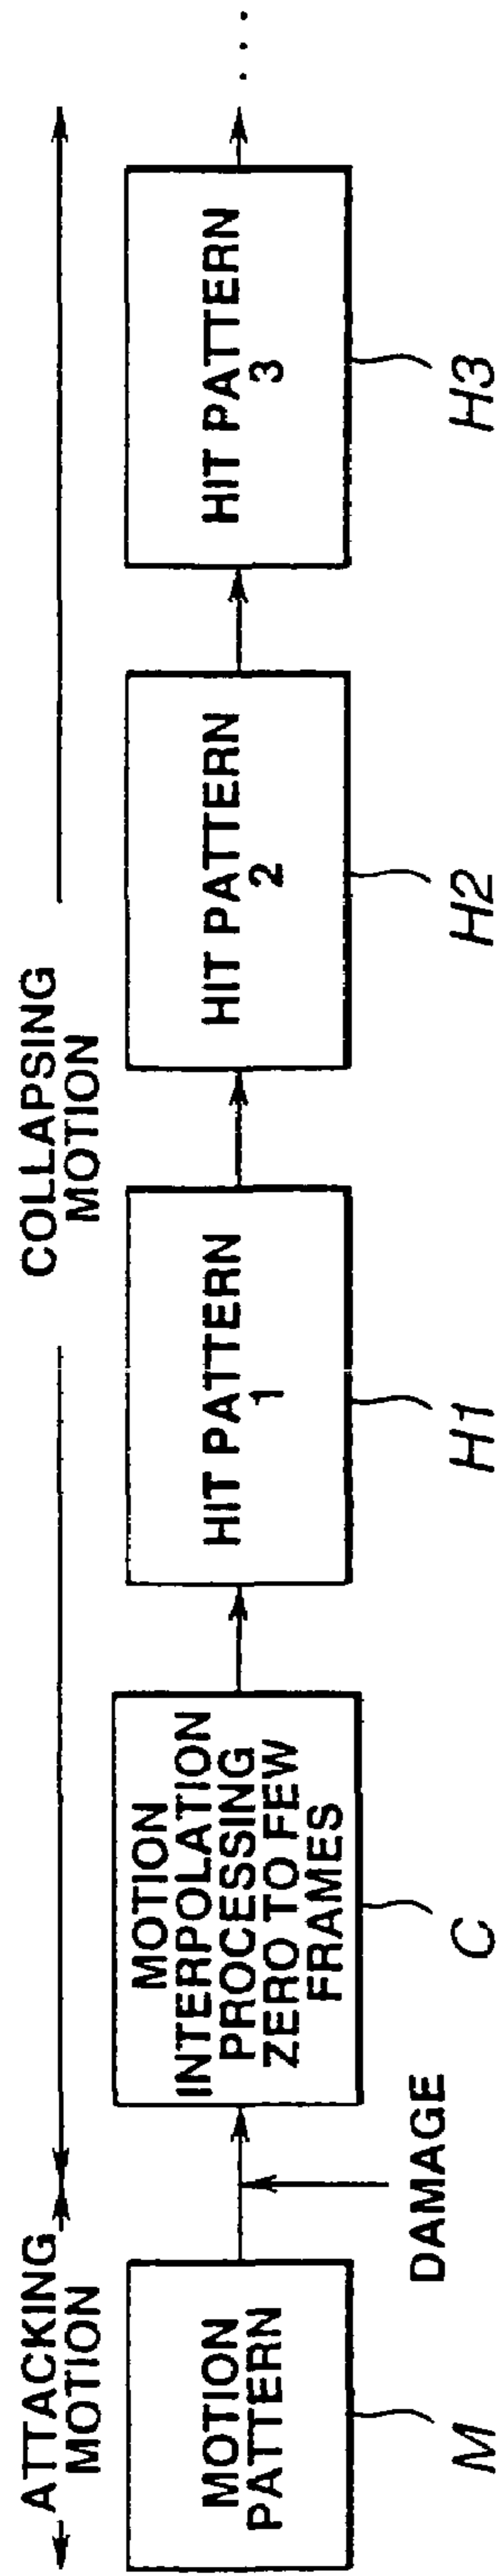 ATTACKING
MOTION
COLLAPSING
MOTION
MOTION
PATTERN
M
DAMAGE
MOTION
INTERPOLATION
PROCESSING
ZERO TO FEW
FRAMES
C
HIT PATTERN
1
H1
HIT PATTERN
2
H2
HIT PATTERN
3
H3
...